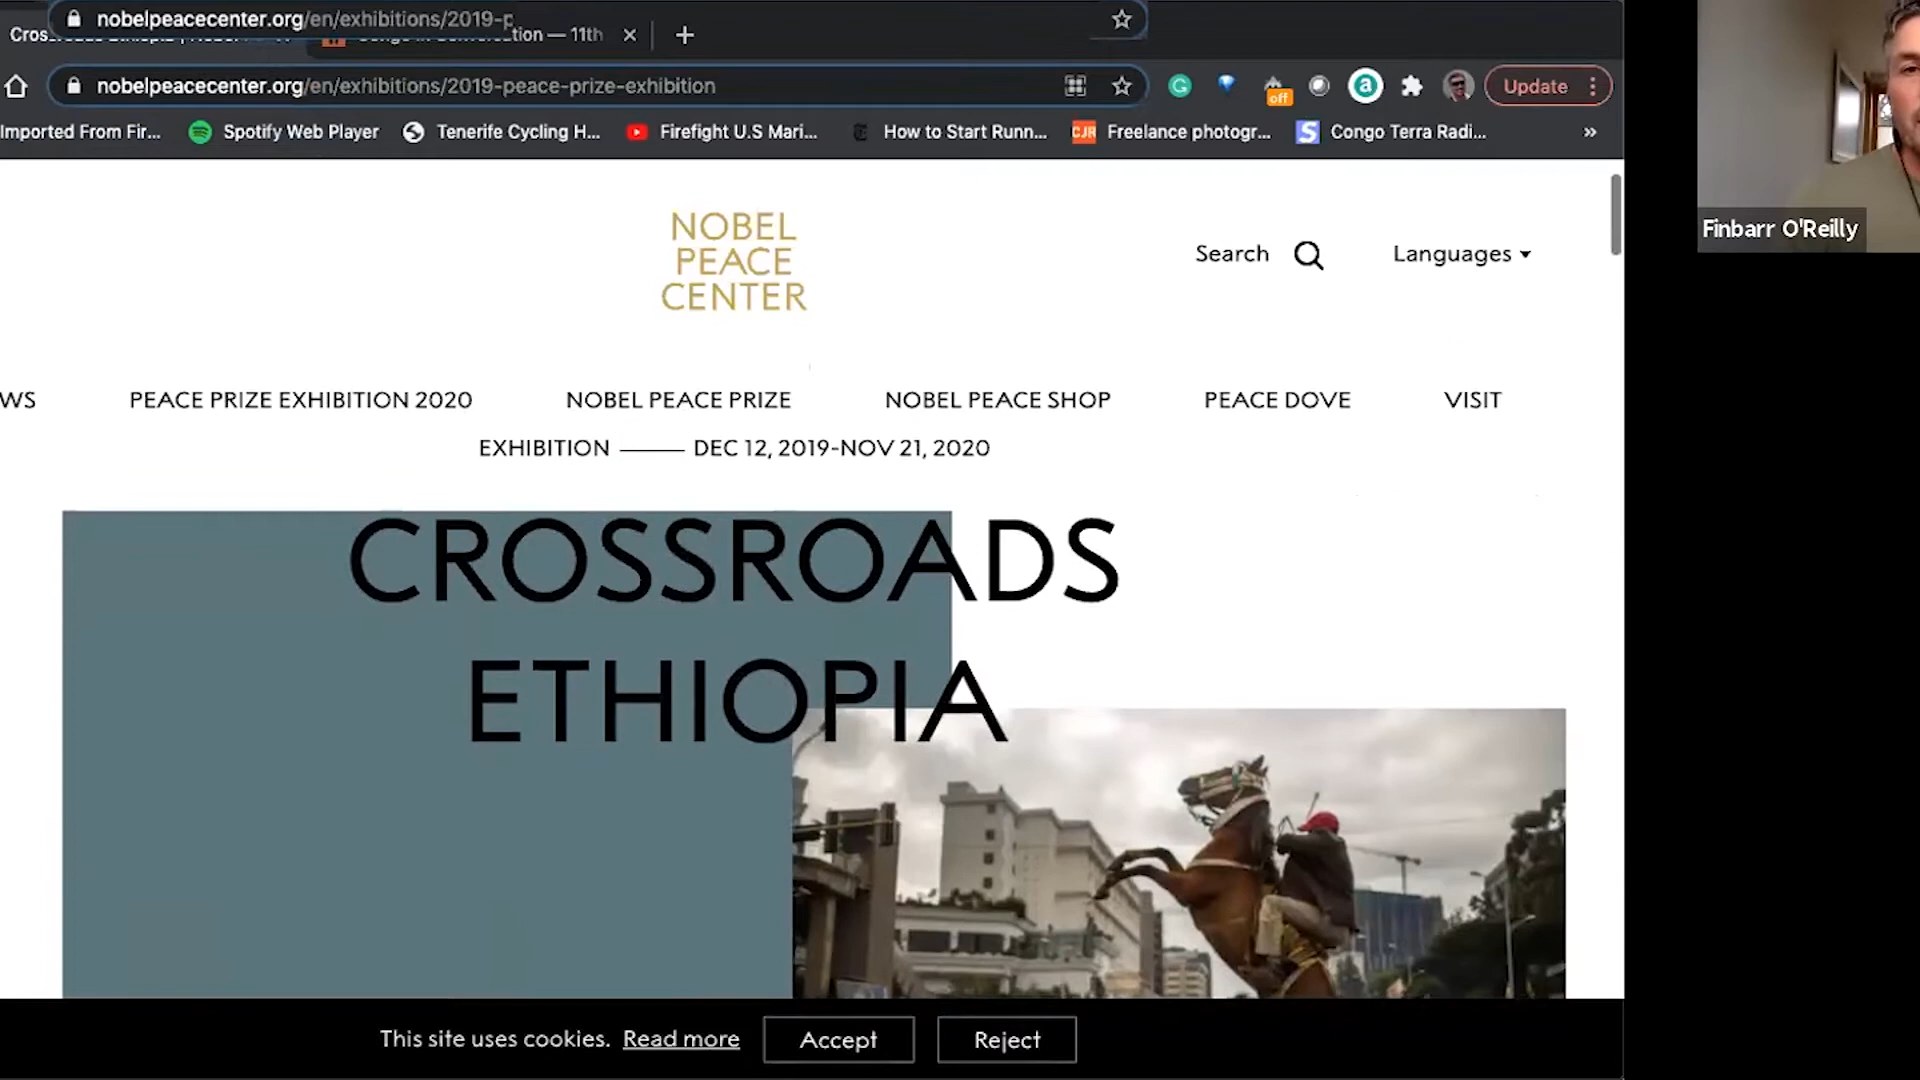 nobelpeacecenter.org/en/exhibitions/2019-p
Cros
tion — 11th
nobelpeacecenter.org/en/exhibitions/2019-peace-prize-exhibition
off
a
Update
Imported From Fir...
Spotify Web Player
Tenerife Cycling H...
Firefight U.S Mari...
How to Start Runn...
CJR
Freelance photogr...
S
Congo Terra Radi...
»
NOBEL
PEACE
CENTER
Search
Languages
Finbarr O'Reilly
WS
PEACE PRIZE EXHIBITION 2020
NOBEL PEACE PRIZE
NOBEL PEACE SHOP
PEACE DOVE
VISIT
EXHIBITION —— DEC 12, 2019-NOV 21, 2020
CROSSROADS
ETHIOPIA
This site uses cookies. Read more
Accept
Reject